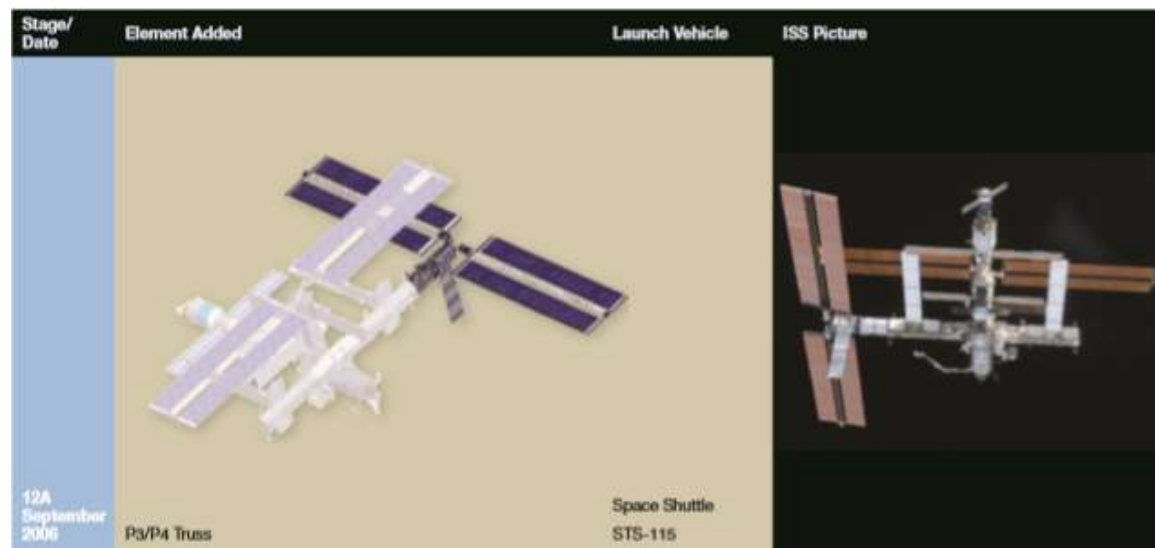 Stage/
Date
Element Added
Launch Vehicle
ISS Picture
12A
September
2006
P3/P4 Truss
Space Shuttle
STS-115